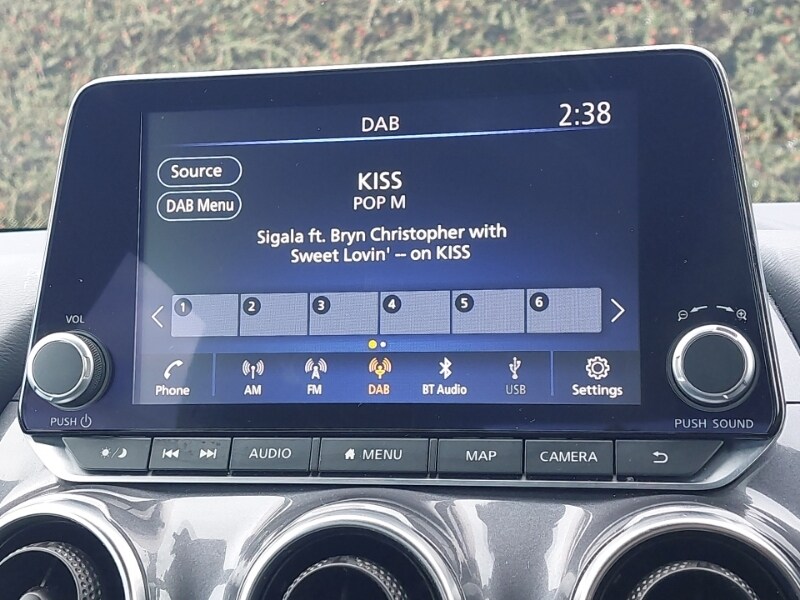 DAB
2:38
Source
DAB Menu
KISS
POP M
Sigala ft. Bryn Christopher with
Sweet Lovin' -- on KISS
1 2 3 4 5 6
Phone AM FM DAB BT Audio USB Settings
VOL
PUSH
PUSH SOUND
AUDIO MENU MAP CAMERA